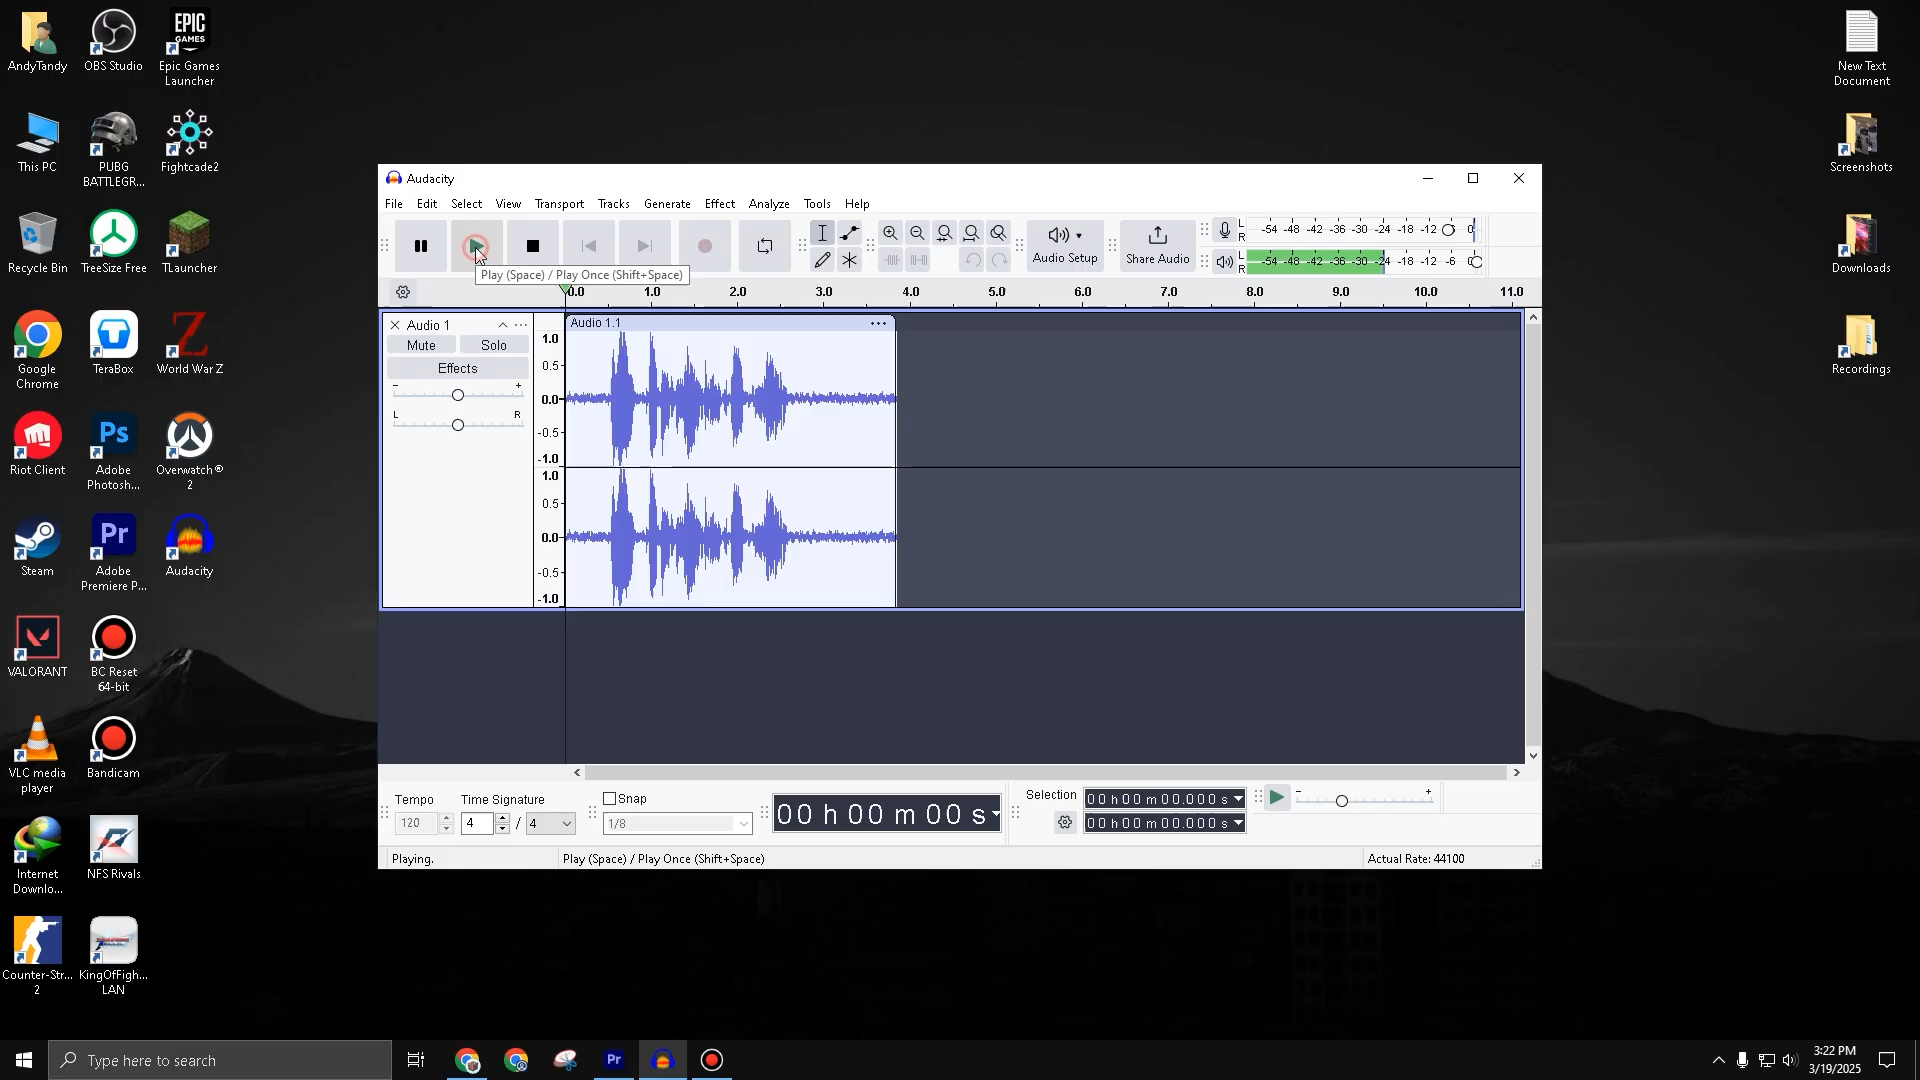 AndyTandy
OBS Studio
Epic Games
Launcher
This PC
PUBG
BATTLEGR...
Fightcade2
Recycle Bin
TreeSize Free
TLauncher
Google
Chrome
TeraBox
World War Z
Riot Client
Adobe
Photosh...
Overwatch®
2
Steam
Adobe
Premiere P...
Audacity
VALORANT
BC Reset
64-bit
VLC media
player
Bandicam
Internet
Downlo...
NFS Rivals
Counter-Str...
2
KingOfFigh...
LAN
New Text
Document
Screenshots
Downloads
Recordings
EPIC
GAMES
Ps
Pr
Audacity
File Edit Select View Transport Tracks Generate Effect Analyze Tools Help
Audio Setup
Share Audio
L
R
-54 -48 -42 -36 -30 -24 -18 -12 -6 0
L
R
-54 -48 -42 -36 -30 -24 -18 -12 -6 0
Play (Space) / Play Once (Shift+Space)
0.0 1.0 2.0 3.0 4.0 5.0 6.0 7.0 8.0 9.0 10.0 11.0
Audio 1
Mute Solo
Effects
- +
L R
Audio 1.1
1.0
0.5
0.0
-0.5
-1.0
1.0
0.5
0.0
-0.5
-1.0
Tempo
120
Time Signature
4 / 4
Snap
1/8
00 h 00 m 00 s
Selection
00 h 00 m 00.000 s
00 h 00 m 00.000 s
- +
Playing.
Play (Space) / Play Once (Shift+Space)
Actual Rate: 44100
Type here to search
Pr
3:22 PM
3/19/2025